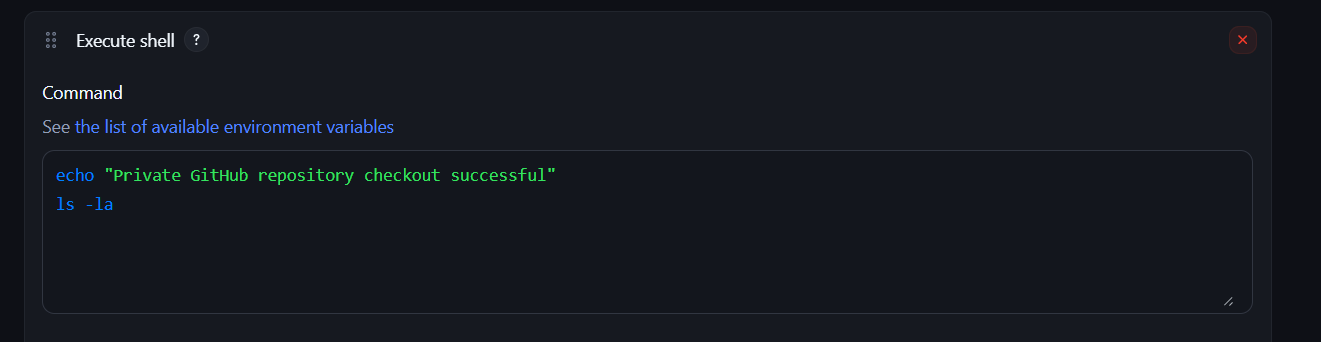 Execute shell ?
Command
See the list of available environment variables
echo "Private GitHub repository checkout successful"
ls -la